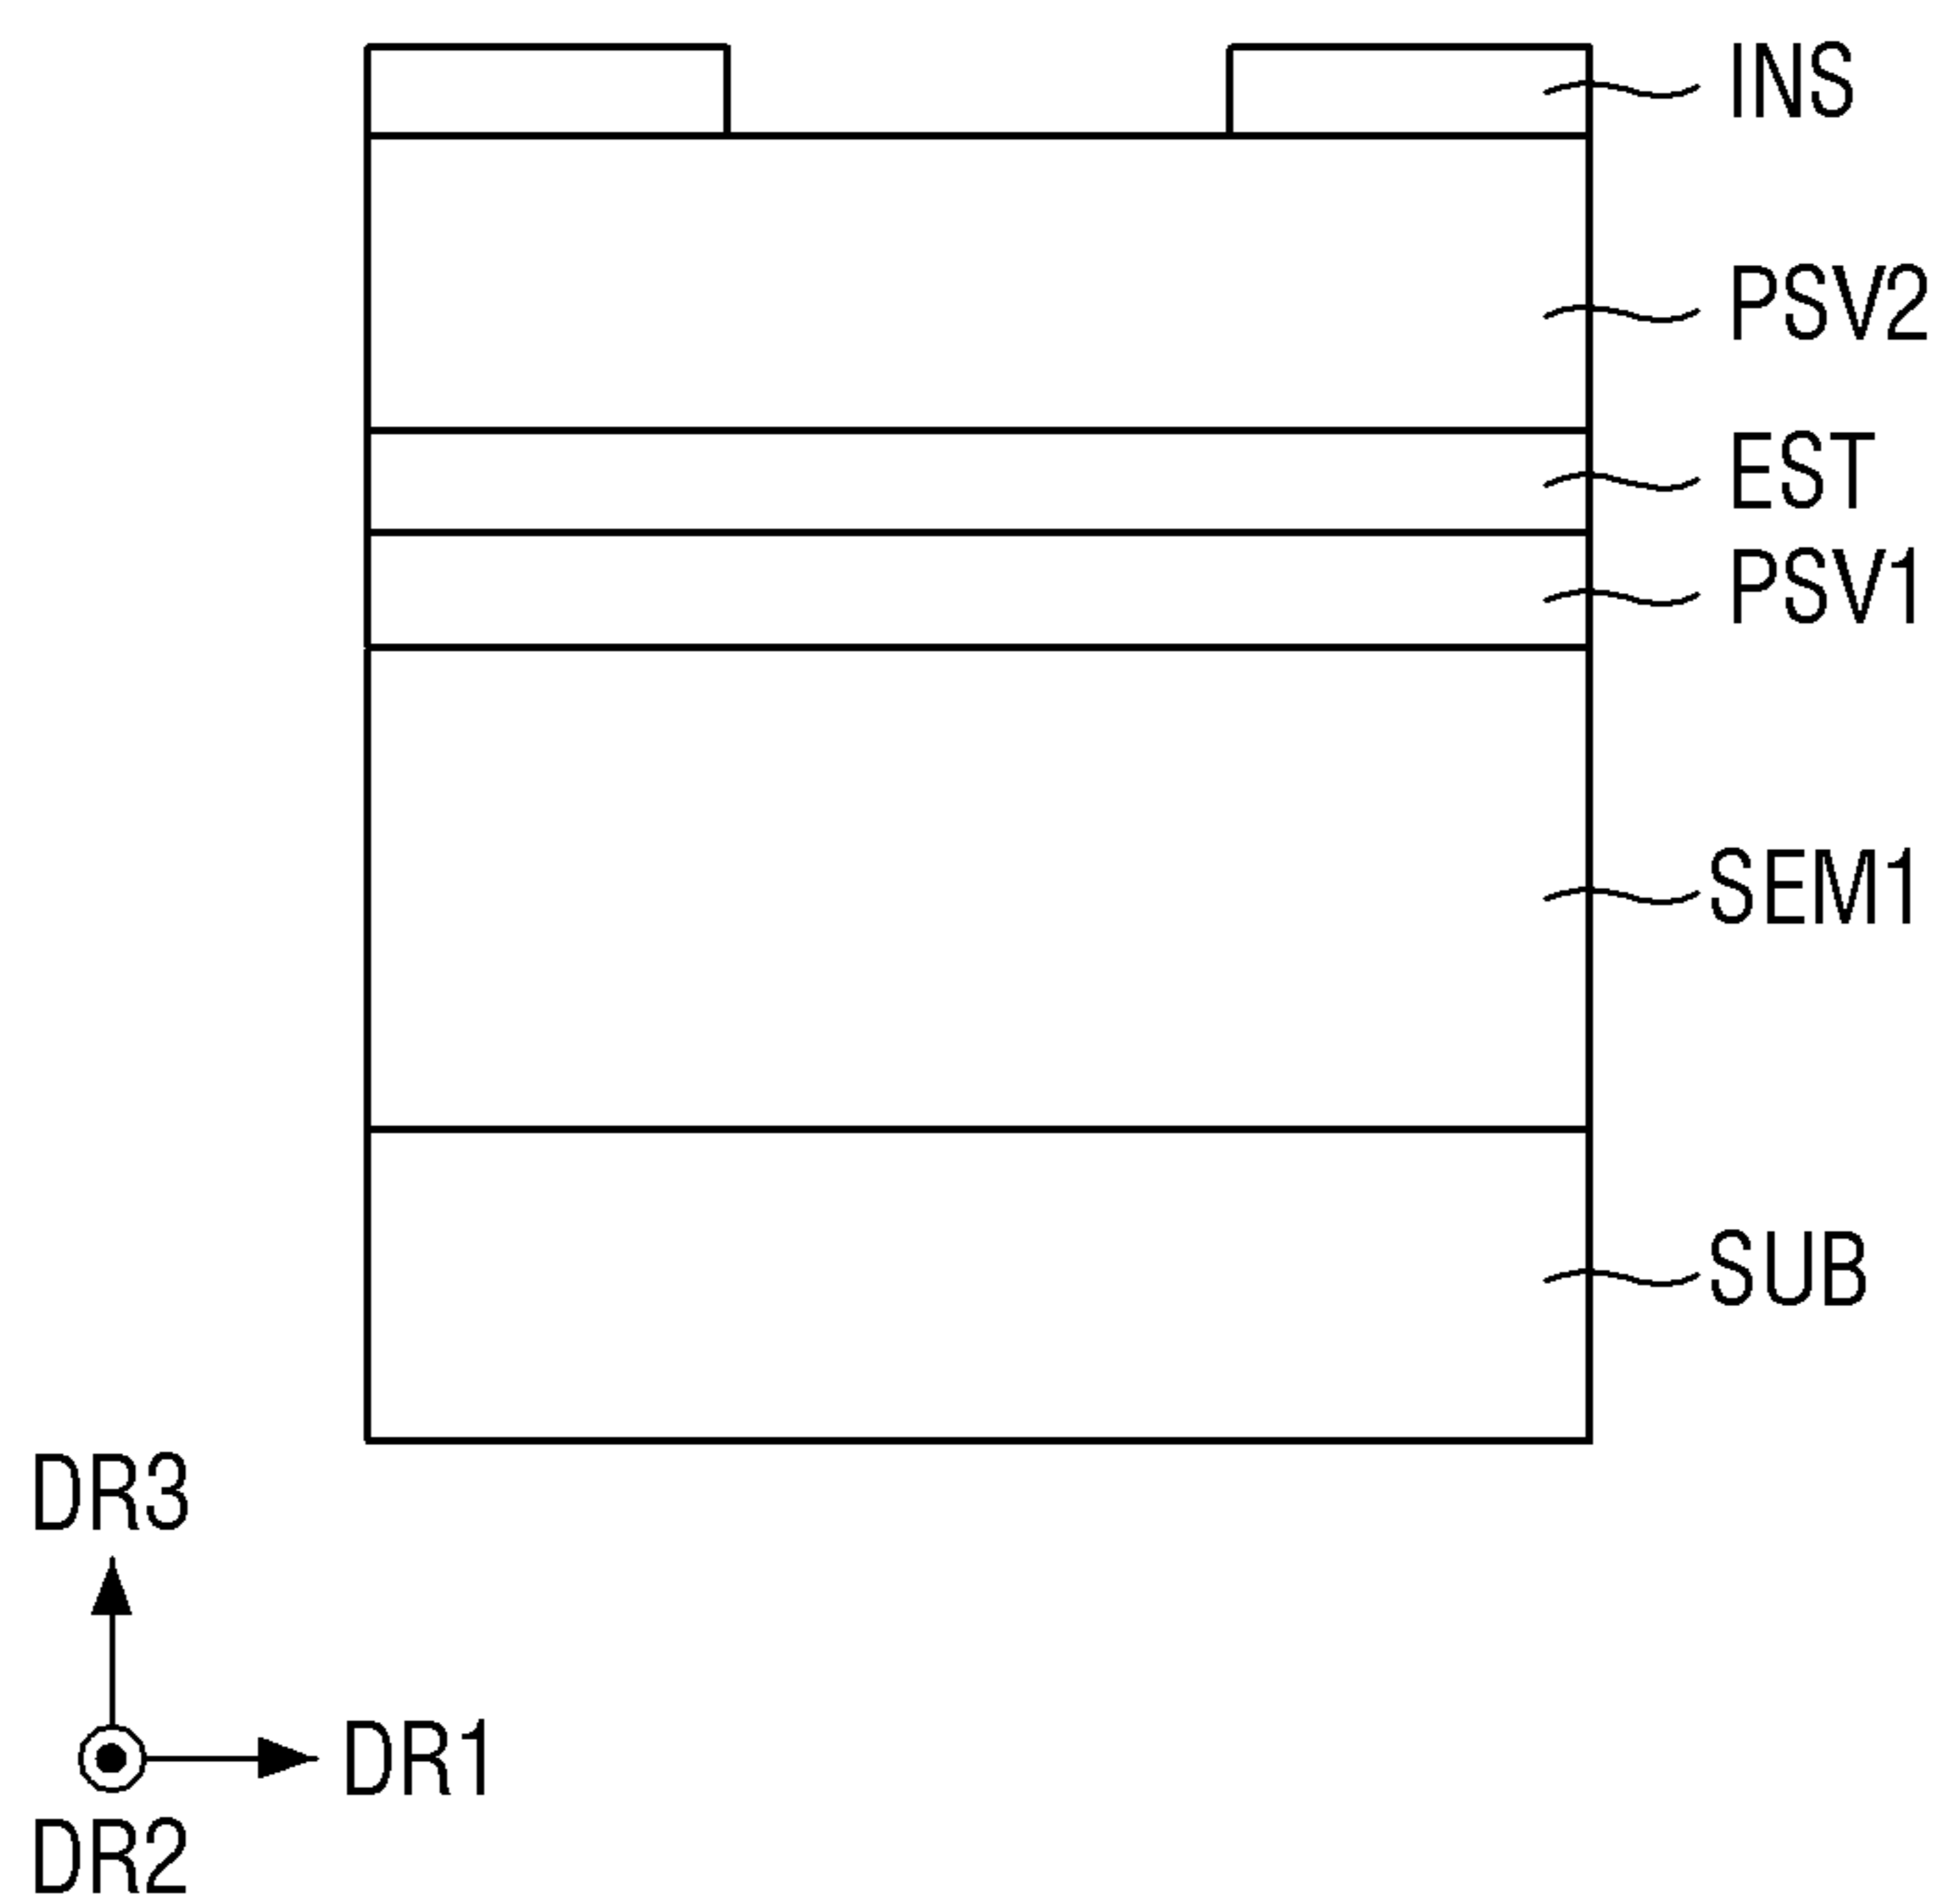 INS
PSV2
EST
PSV1
SEM1
SUB
DR3
DR1
DR2